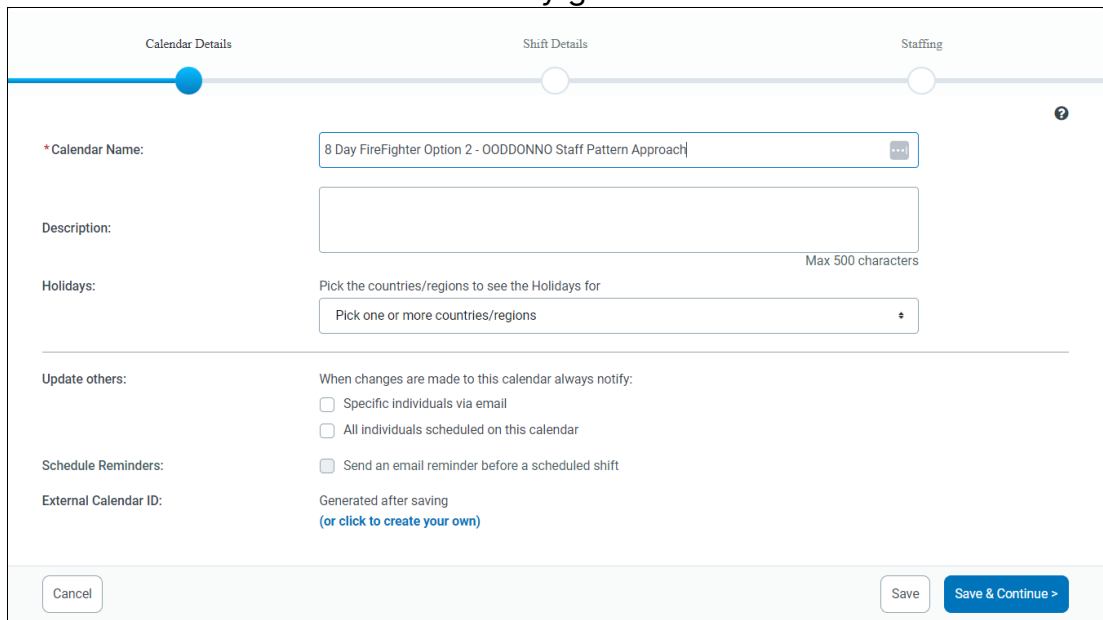 Calendar Details
Shift Details
Staffing
?
*Calendar Name:
8 Day FireFighter Option 2 - OODDONNO Staff Pattern Approach
Description:
Max 500 characters
Holidays:
Pick the countries/regions to see the Holidays for
Pick one or more countries/regions
Update others:
When changes are made to this calendar always notify:
Specific individuals via email
All individuals scheduled on this calendar
Schedule Reminders:
Send an email reminder before a scheduled shift
External Calendar ID:
Generated after saving
(or click to create your own)
Cancel
Save
Save & Continue >